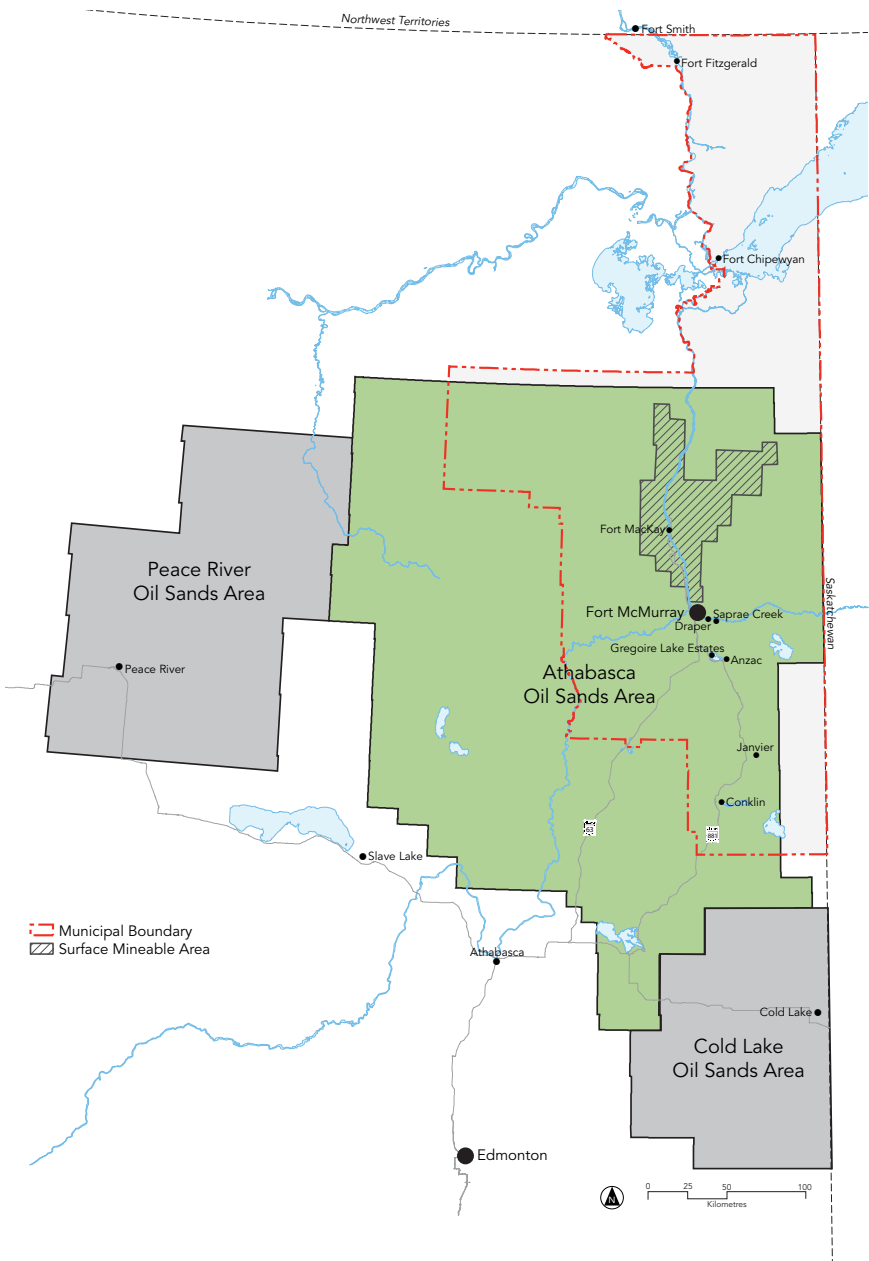 Northwest Territories
Fort Smith
Fort Fitzgerald
Fort Chipewyan
Fort MacKay
Peace River
Oil Sands Area
Fort McMurray
Saprae Creek
Draper
Saskatchewan
Gregoire Lake Estates
Anzac
Peace River
Athabasca
Oil Sands Area
Janvier
Conklin
63
881
Slave Lake
Municipal Boundary
Surface Mineable Area
Athabasca
Cold Lake
Cold Lake
Oil Sands Area
Edmonton
N
0 25 50 100
Kilometres